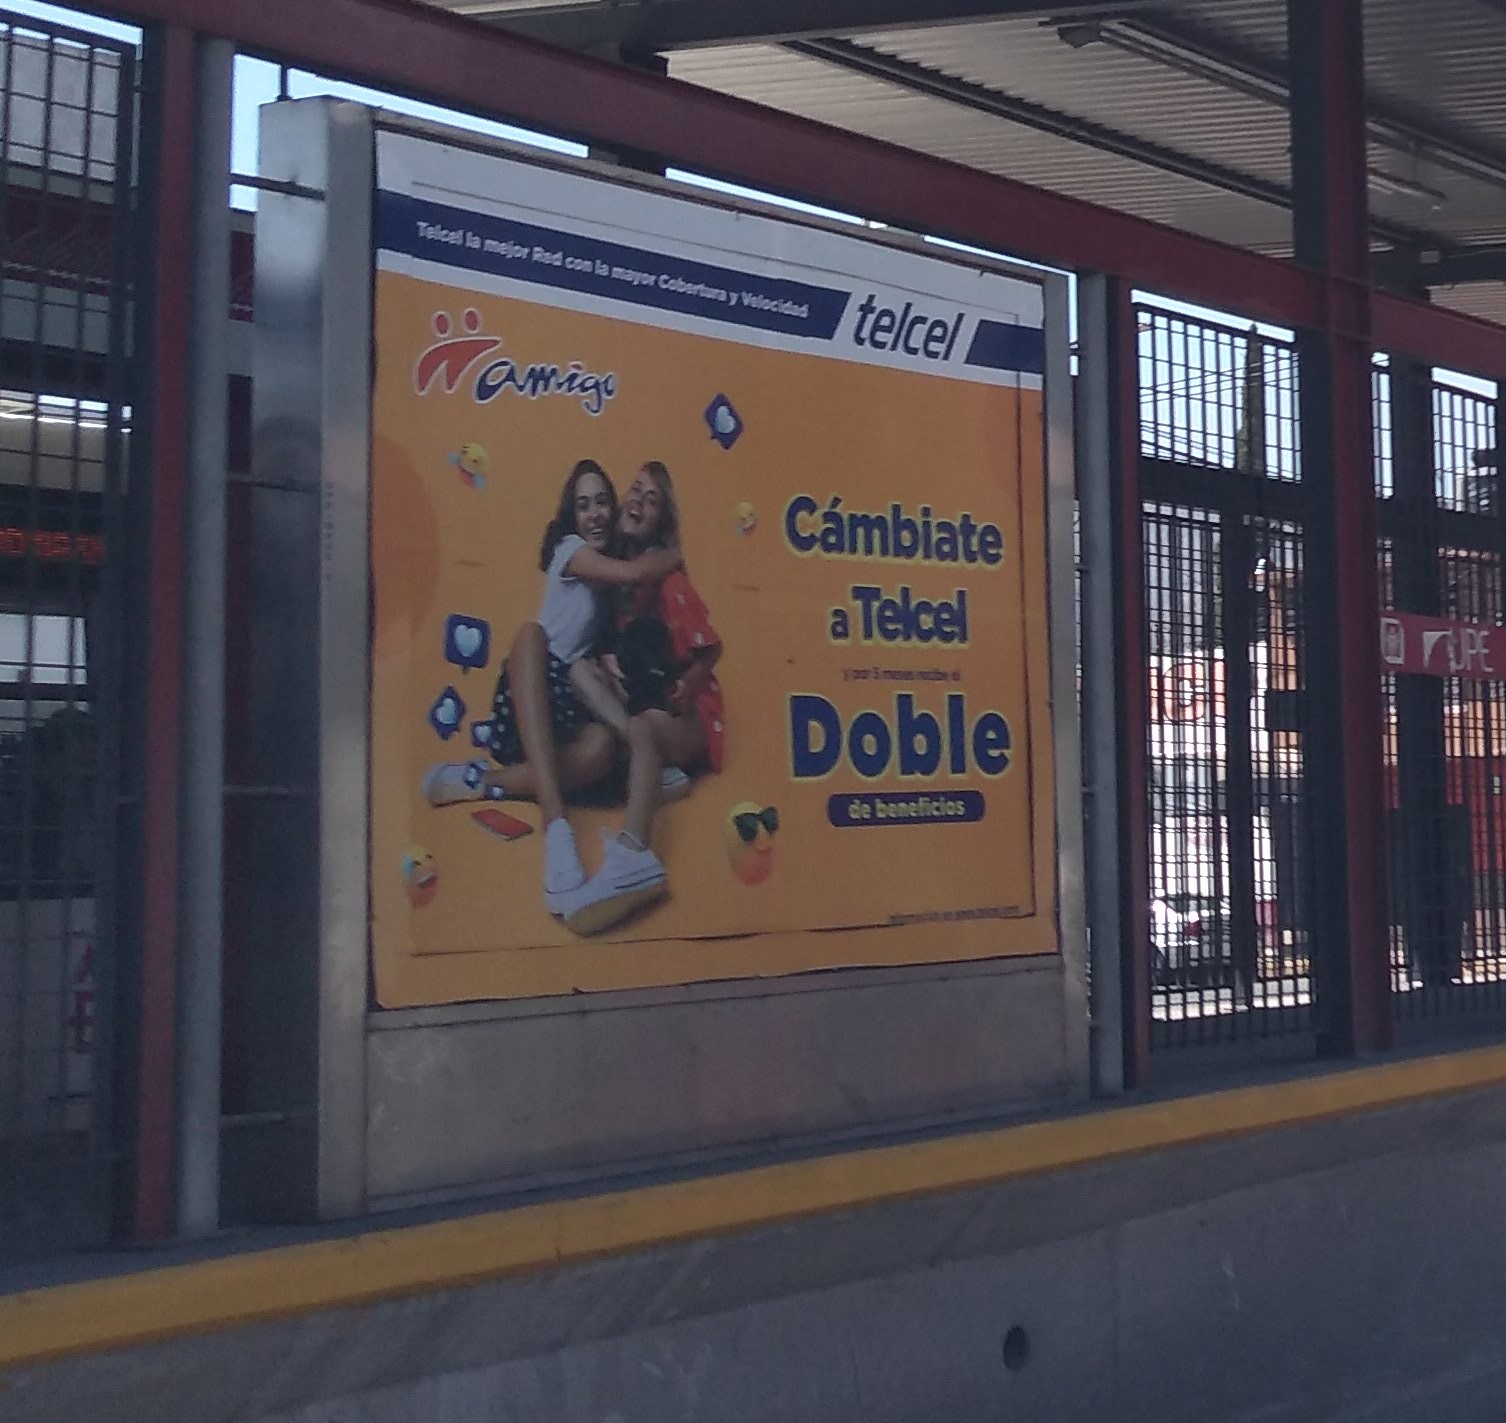 Telcel la mejor Red con la mayor Cobertura y Velocidad
telcel
amigo
Cámbiate
a Telcel
y por 5 meses recibe el
Doble
de beneficios